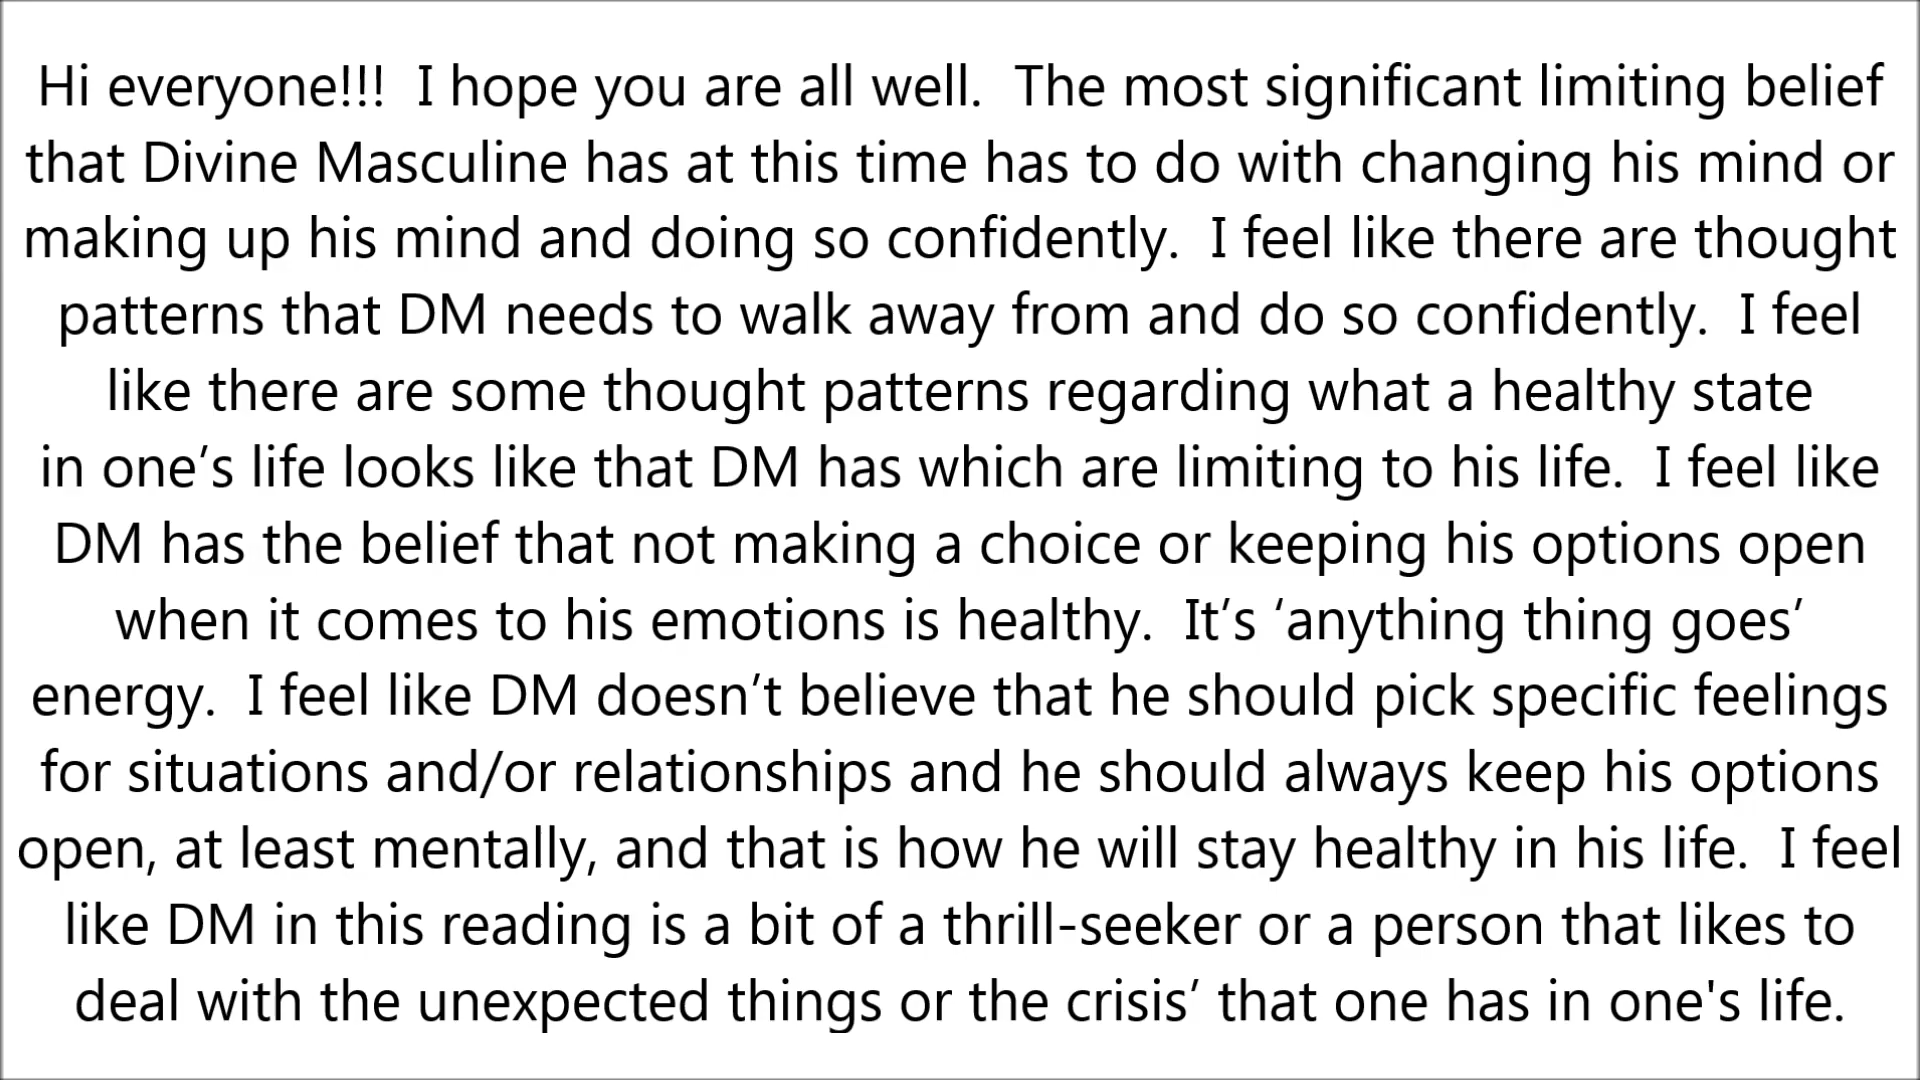 Hi everyone!!!  I hope you are all well.  The most significant limiting belief
that Divine Masculine has at this time has to do with changing his mind or
making up his mind and doing so confidently.  I feel like there are thought
patterns that DM needs to walk away from and do so confidently.  I feel
like there are some thought patterns regarding what a healthy state
in one’s life looks like that DM has which are limiting to his life.  I feel like
DM has the belief that not making a choice or keeping his options open
when it comes to his emotions is healthy.  It’s ‘anything thing goes’
energy.  I feel like DM doesn’t believe that he should pick specific feelings
for situations and/or relationships and he should always keep his options
open, at least mentally, and that is how he will stay healthy in his life.  I feel
like DM in this reading is a bit of a thrill-seeker or a person that likes to
deal with the unexpected things or the crisis’ that one has in one's life.